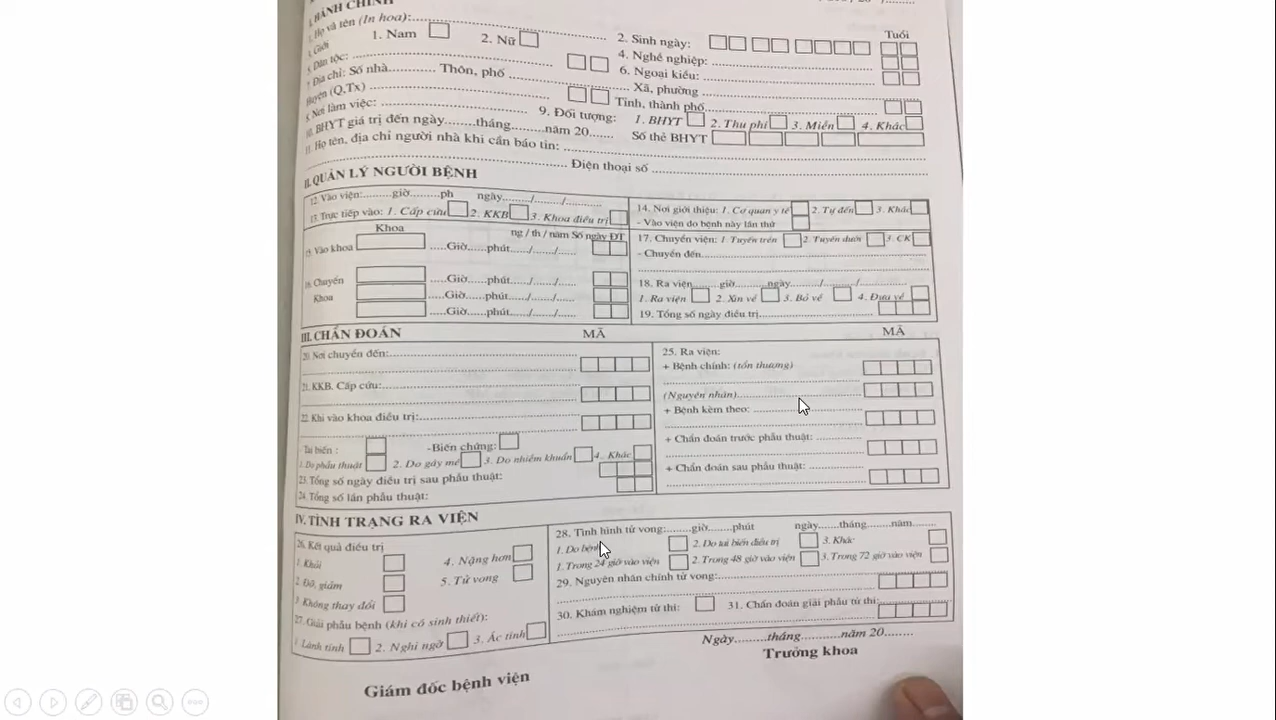 I. HÀNH CHÍNH
1. Họ và tên (In hoa):
2. Sinh ngày:
Tuổi
3. Giới
1. Nam
2. Nữ
4. Nghề nghiệp:
5. Dân tộc:
6. Ngoại kiều:
7. Địa chỉ: Số nhà........... Thôn, phố
Xã, phường
Huyện (Q,Tx)
Tỉnh, thành phố
8. Nơi làm việc:
9. Đối tượng:
1. BHYT
2. Thu phí
3. Miễn
4. Khác
10. BHYT giá trị đến ngày........tháng.........năm 20......
Số thẻ BHYT
11. Họ tên, địa chỉ người nhà khi cần báo tin:
Điện thoại số
II. QUẢN LÝ NGƯỜI BỆNH
12. Vào viện:.........giờ.........ph ngày......./......./.......
13. Trực tiếp vào: 1. Cấp cứu 2. KKB 3. Khoa điều trị
Khoa
ng / th / năm Số ngày ĐT
15. Vào khoa
.....Giờ......phút....../......./......
16. Chuyển
Khoa
.....Giờ......phút....../......./......
.....Giờ......phút....../......./......
.....Giờ......phút....../......./......
14. Nơi giới thiệu: 1. Cơ quan y tế 2. Tự đến 3. Khác
- Vào viện do bệnh này lần thứ
17. Chuyển viện: 1. Tuyến trên 2. Tuyến dưới 3. CK
- Chuyển đến
18. Ra viện.........giờ.........ngày........./........./.........
1. Ra viện 2. Xin về 3. Bỏ về 4. Đưa về
19. Tổng số ngày điều trị
III. CHẨN ĐOÁN
MÃ
MÃ
20. Nơi chuyển đến:
21. KKB. Cấp cứu:
22. Khi vào khoa điều trị:
Tai biến :
-Biến chứng:
1. Do phẫu thuật 2. Do gây mê 3. Do nhiễm khuẩn 4. Khác
23. Tổng số ngày điều trị sau phẫu thuật:
24. Tổng số lần phẫu thuật:
25. Ra viện:
+ Bệnh chính: (tổn thương)
(Nguyên nhân)
+ Bệnh kèm theo:
+ Chẩn đoán trước phẫu thuật:
+ Chẩn đoán sau phẫu thuật:
IV. TÌNH TRẠNG RA VIỆN
26. Kết quả điều trị
1. Khỏi
2. Đỡ, giảm
3. Không thay đổi
4. Nặng hơn
5. Tử vong
27. Giải phẫu bệnh (khi có sinh thiết):
1. Lành tính 2. Nghi ngờ 3. Ác tính
28. Tình hình tử vong:........giờ......phút ngày.......tháng........năm........
1. Do bệnh 2. Do tai biến điều trị 3. Khác
1. Trong 24 giờ vào viện 2. Trong 48 giờ vào viện 3. Trong 72 giờ vào viện
29. Nguyên nhân chính tử vong:
30. Khám nghiệm tử thi:
31. Chẩn đoán giải phẫu tử thi:
Ngày.........tháng...........năm 20........
Trưởng khoa
Giám đốc bệnh viện